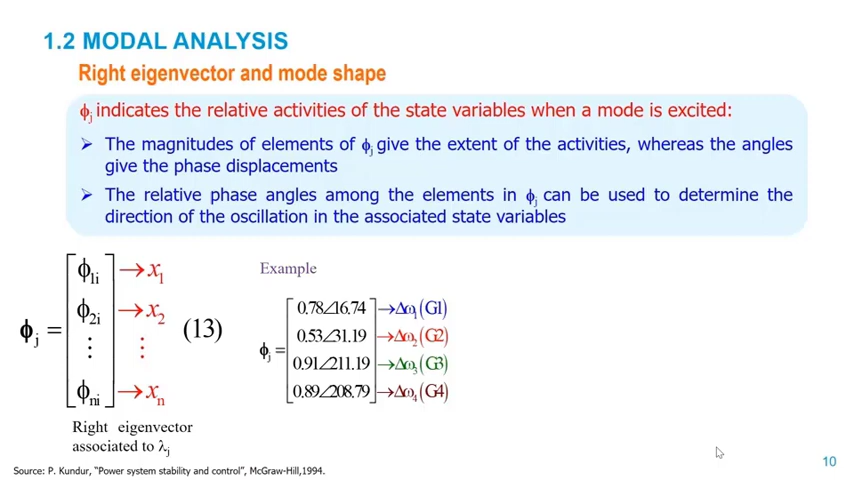 1.2 MODAL ANALYSIS
Right eigenvector and mode shape
ϕj indicates the relative activities of the state variables when a mode is excited:
➢ The magnitudes of elements of ϕj give the extent of the activities, whereas the angles
give the phase displacements
➢ The relative phase angles among the elements in ϕj can be used to determine the
direction of the oscillation in the associated state variables
ϕj = [ϕ1i → x1
ϕ2i → x2
⋮ ⋮
ϕni → xn] (13)
Right eigenvector
associated to λj
Example
ϕj = [0.78∠16.74 → Δω1 (G1)
0.53∠31.19 → Δω2 (G2)
0.91∠211.19 → Δω3 (G3)
0.89∠208.79 → Δω4 (G4)]
Source: P. Kundur, “Power system stability and control”, McGraw-Hill,1994.
10